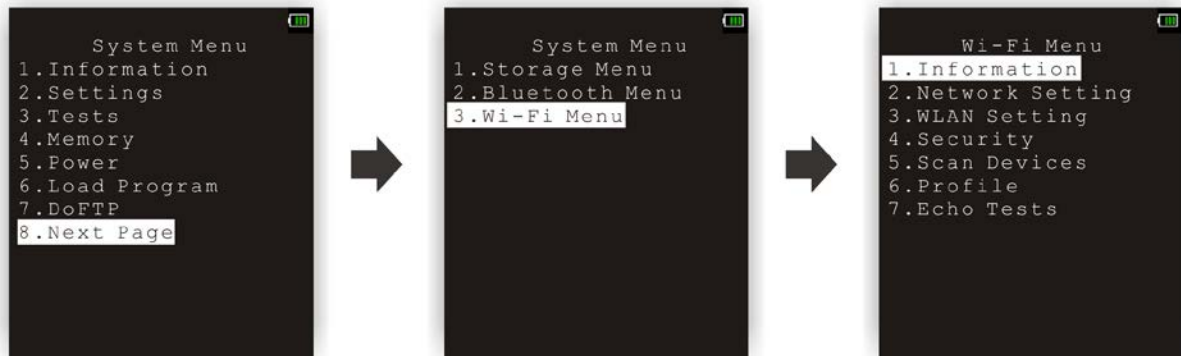 System Menu
1.Information
2.Settings
3.Tests
4.Memory
5.Power
6.Load Program
7.DoFTP
8.Next Page
System Menu
1.Storage Menu
2.Bluetooth Menu
3.Wi-Fi Menu
Wi-Fi Menu
1.Information
2.Network Setting
3.WLAN Setting
4.Security
5.Scan Devices
6.Profile
7.Echo Tests